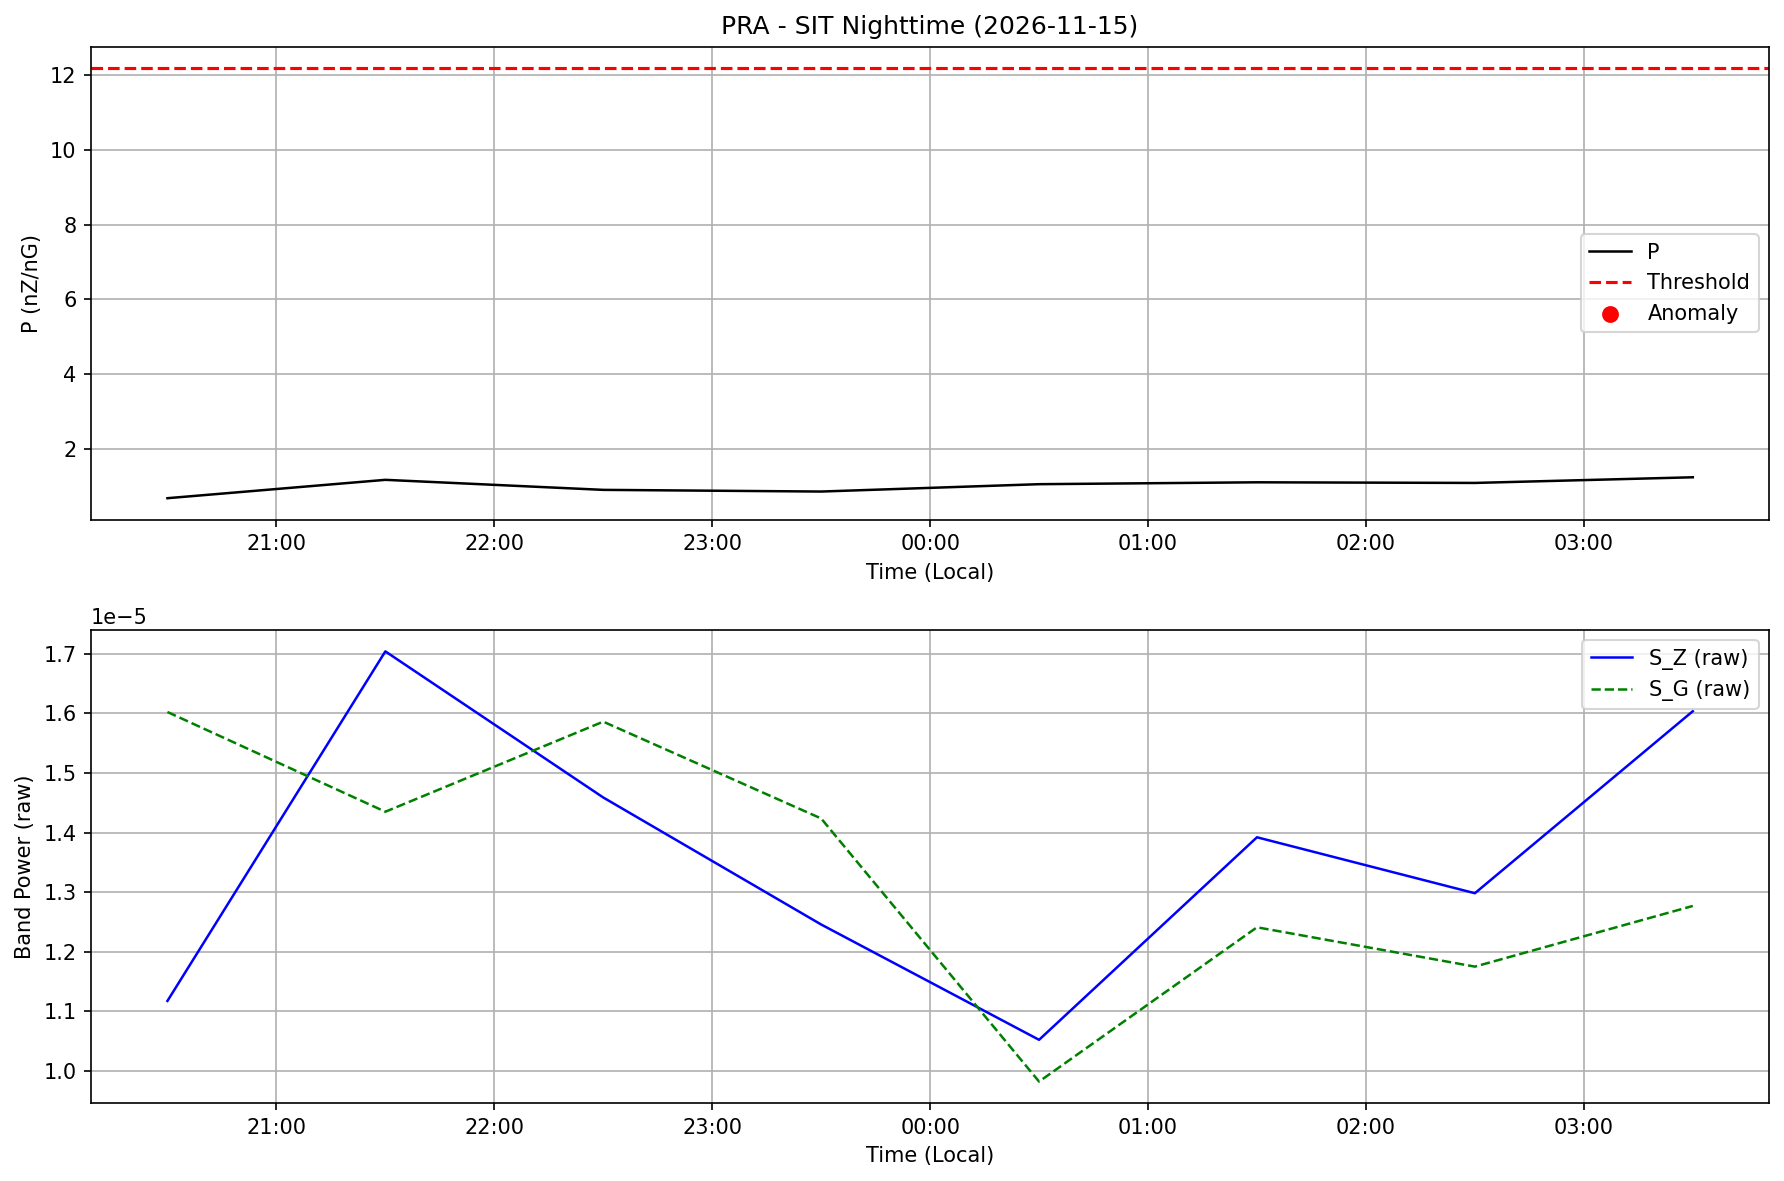 PRA - SIT Nighttime (2026-11-15)
12
10
8
6
4
2
P (nZ/nG)
P
Threshold
Anomaly
21:00 22:00 23:00 00:00 01:00 02:00 03:00
Time (Local)
1e−5
1.7
1.6
1.5
1.4
1.3
1.2
1.1
1.0
Band Power (raw)
S_Z (raw)
S_G (raw)
21:00 22:00 23:00 00:00 01:00 02:00 03:00
Time (Local)